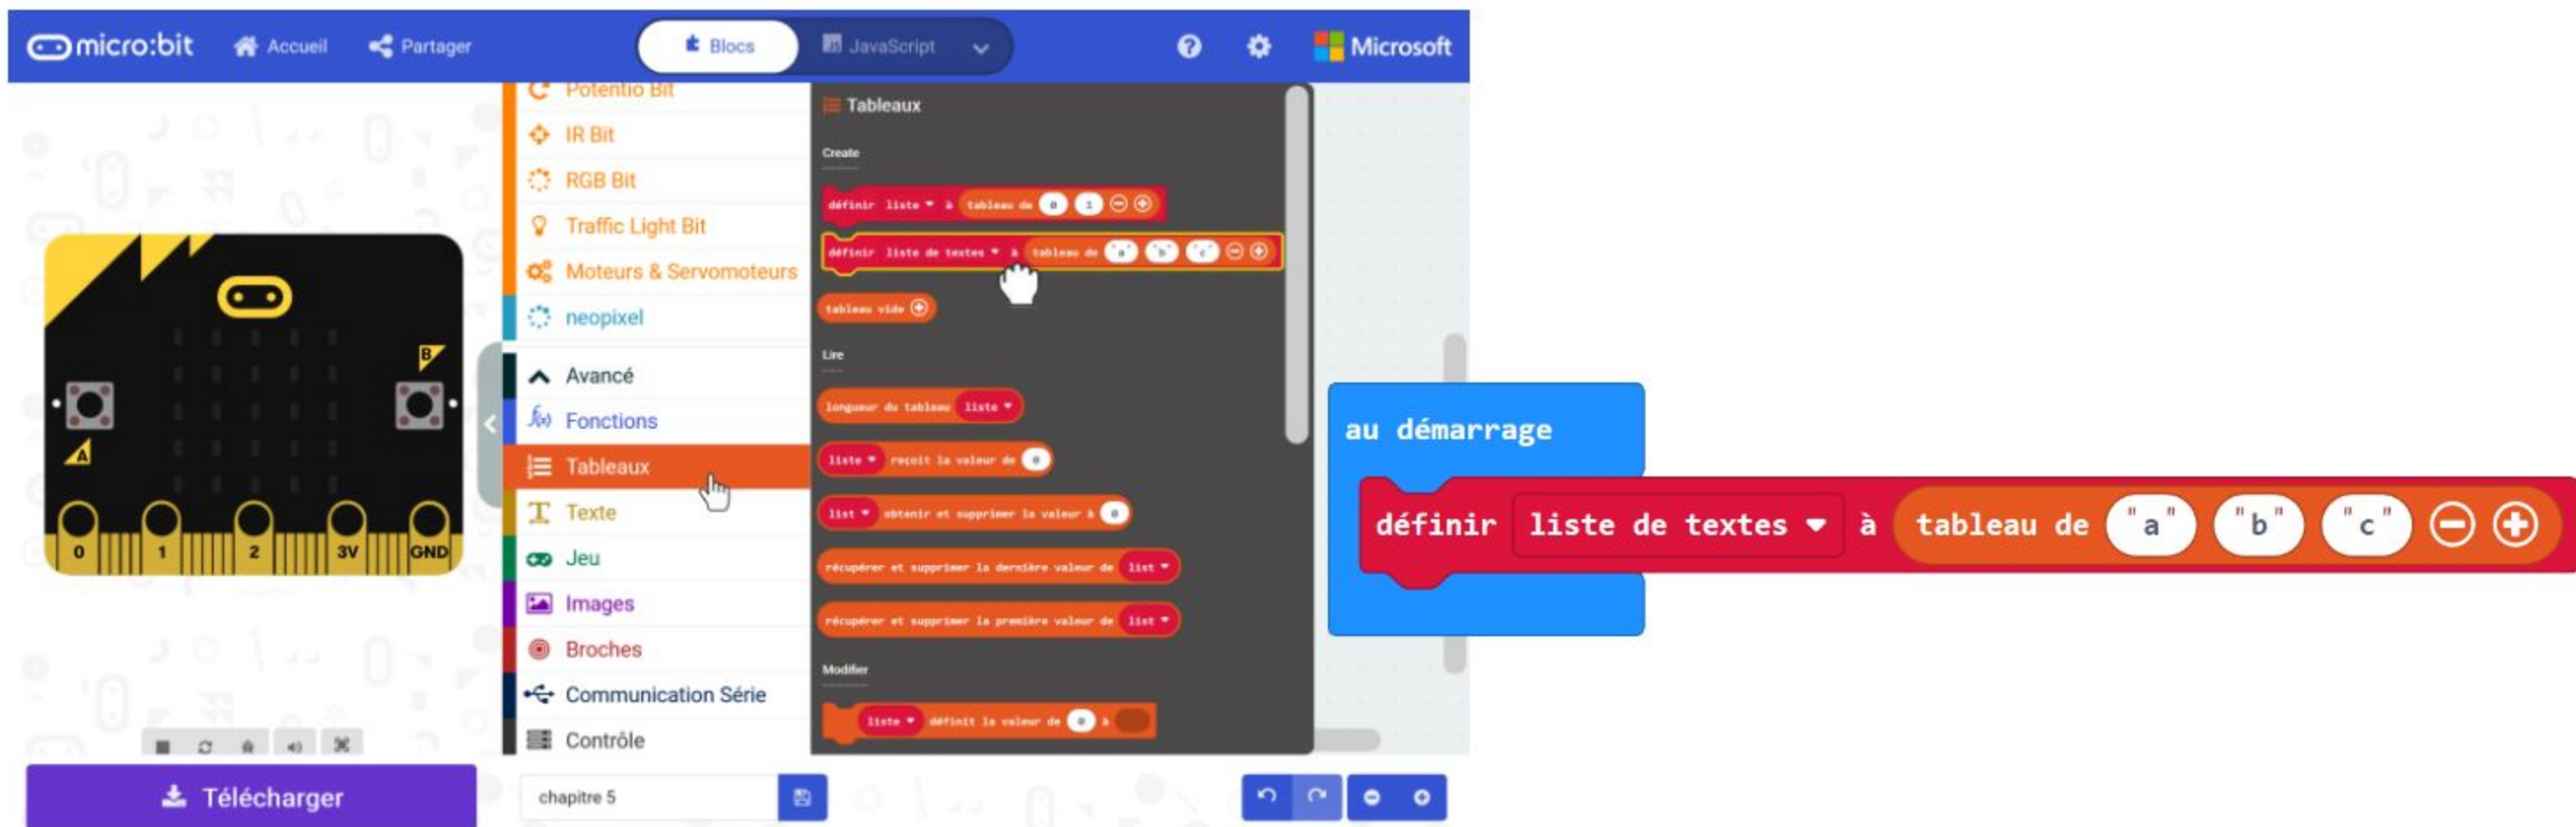 micro:bit Accueil Partager Blocs JavaScript Microsoft
Potentio Bit
IR Bit
RGB Bit
Traffic Light Bit
Moteurs & Servomoteurs
neopixel
Avancé
f(x) Fonctions
Tableaux
Texte
Jeu
Images
Broches
Communication Série
Contrôle
Tableaux
Create
définir liste à tableau de 0 1
définir liste de textes à tableau de "a" "b" "c"
tableau vide
Lire
longueur du tableau liste
liste reçoit la valeur de 0
list obtenir et supprimer la valeur à 0
récupérer et supprimer la dernière valeur de list
récupérer et supprimer la première valeur de list
Modifier
liste définit la valeur de 0 à
B
A
0 1 2 3V GND
Télécharger
chapitre 5
au démarrage
définir liste de textes à tableau de "a" "b" "c"